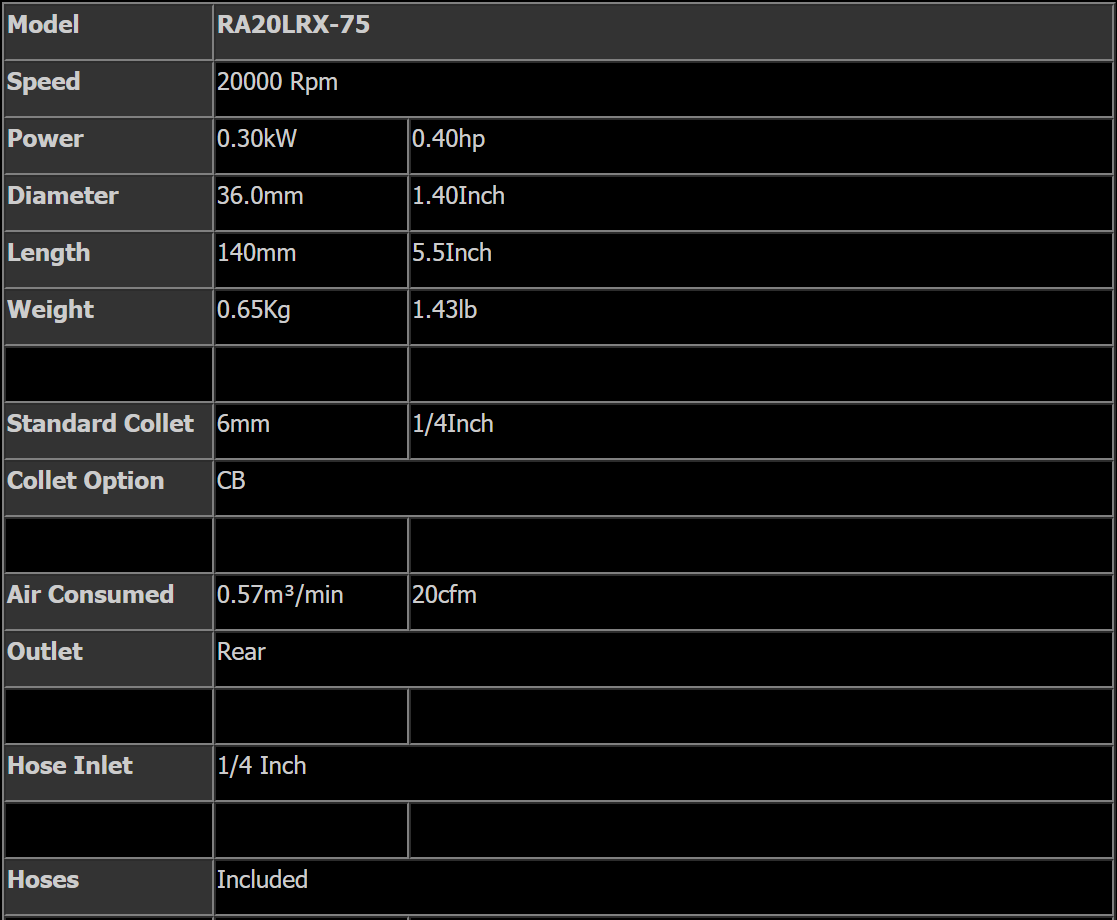 Model RA20LRX-75
Speed 20000 Rpm
Power 0.30kW 0.40hp
Diameter 36.0mm 1.40Inch
Length 140mm 5.5Inch
Weight 0.65Kg 1.43lb
Standard Collet 6mm 1/4Inch
Collet Option CB
Air Consumed 0.57m³/min 20cfm
Outlet Rear
Hose Inlet 1/4 Inch
Hoses Included